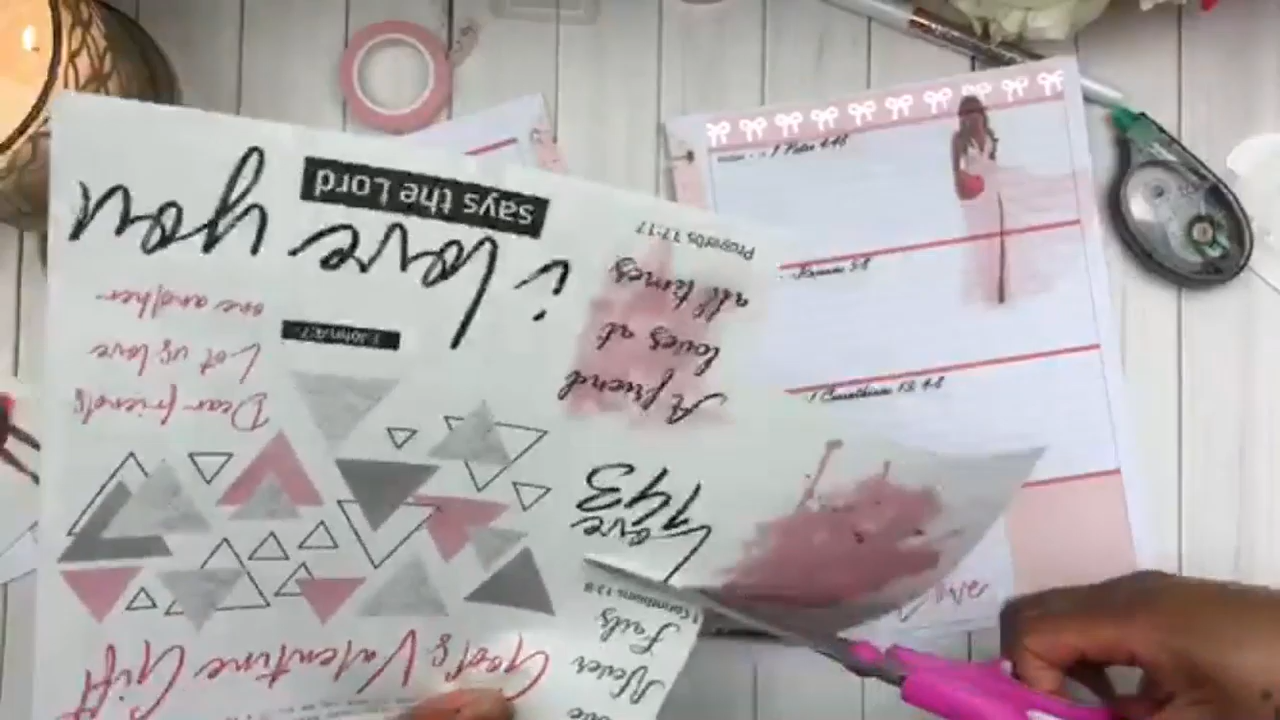 i love you
says the Lord
Proverbs 17:17
A friend
loves at
all times
1 John 4:7
Dear friends
Let us love
one another
Love
143
God's Valentine Gift
Never
Fails
1 Corinthians 13:8
1 Peter 4:8
Romans 5:8
1 Corinthians 13: 4-8